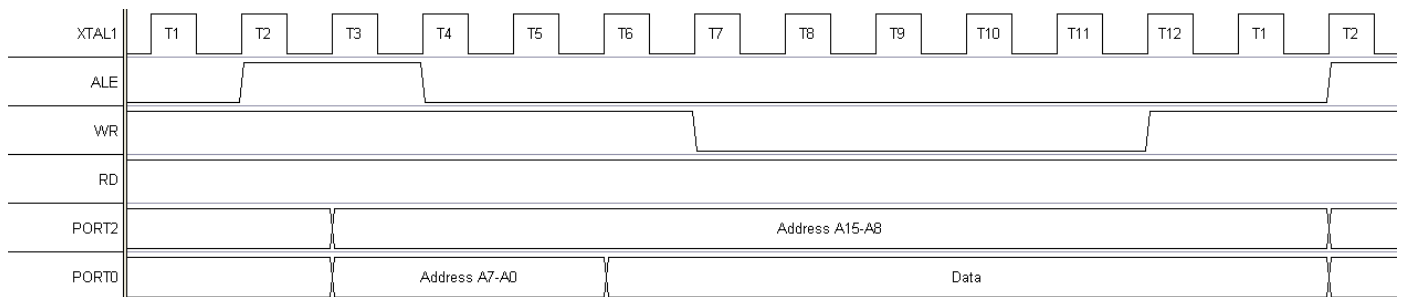 XTAL1 T1 T2 T3 T4 T5 T6 T7 T8 T9 T10 T11 T12 T1 T2
ALE
WR
RD
PORT2 Address A15-A8
PORT0 Address A7-A0 Data